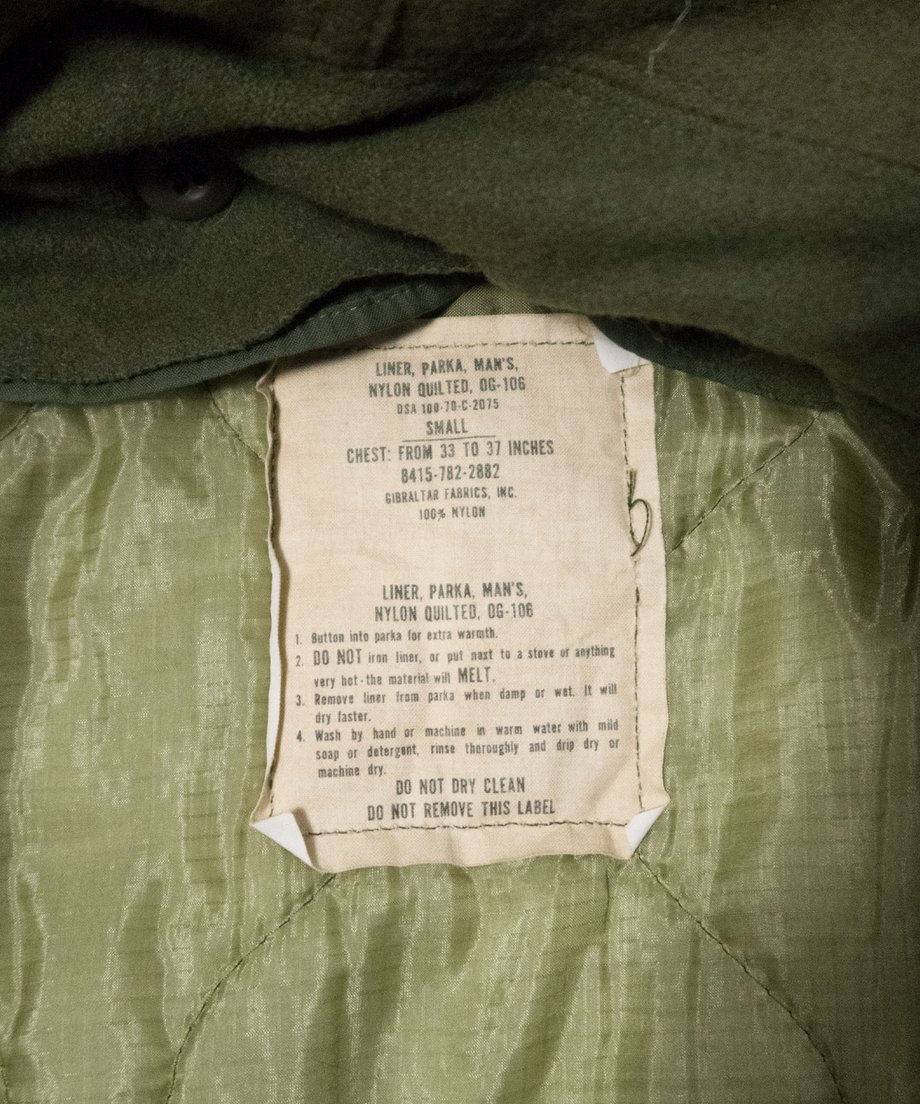 LINER, PARKA, MAN'S,
NYLON QUILTED, OG-106
DSA 100-70-C-2075
SMALL
CHEST: FROM 33 TO 37 INCHES
8415-782-2882
GIBRALTAR FABRICS, INC.
100% NYLON
LINER, PARKA, MAN'S,
NYLON QUILTED, OG-106
1. Button into parka for extra warmth.
2. DO NOT iron liner, or put next to a stove or anything
very hot-the material will MELT.
3. Remove liner from parka when damp or wet. It will
dry faster.
4. Wash by hand or machine in warm water with mild
soap or detergent, rinse thoroughly and drip dry or
machine dry.
DO NOT DRY CLEAN
DO NOT REMOVE THIS LABEL